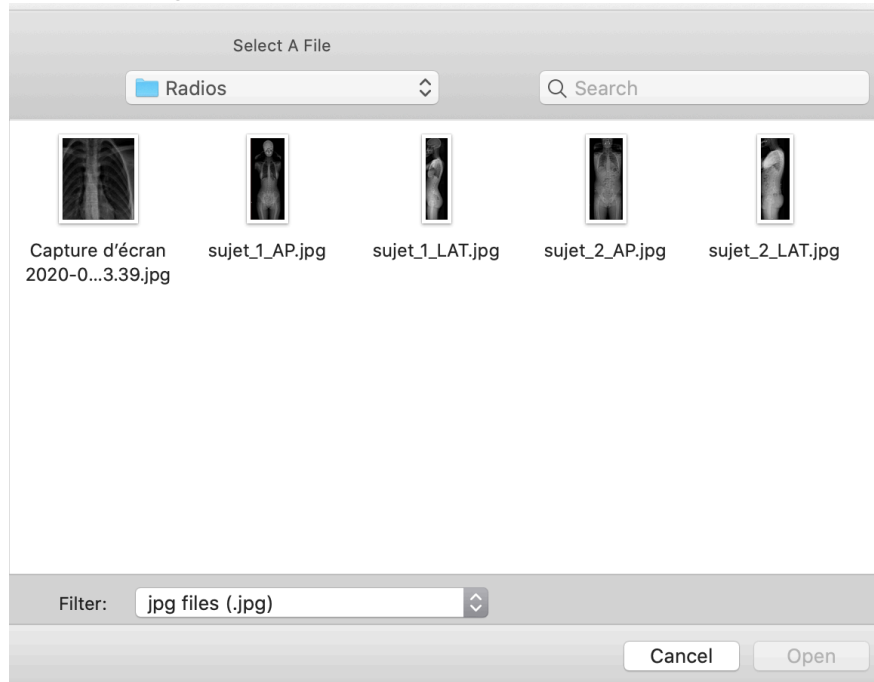 Select A File
Radios
Search
Capture d'écran
2020-0...3.39.jpg
sujet_1_AP.jpg
sujet_1_LAT.jpg
sujet_2_AP.jpg
sujet_2_LAT.jpg
Filter:
jpg files (.jpg)
Cancel
Open